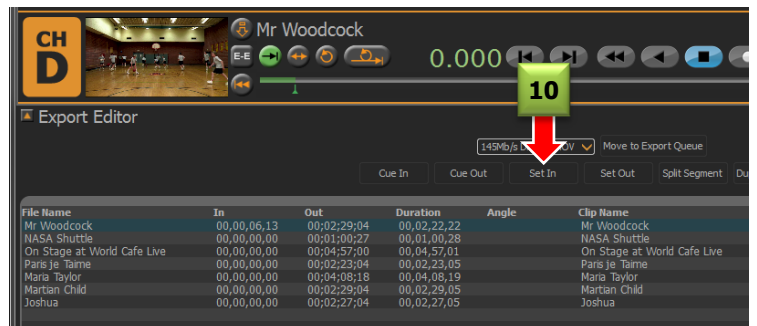 CH
D
Mr Woodcock
E-E
0.000
10
Export Editor
145Mb/s OV
Move to Export Queue
Cue In Cue Out Set In Set Out Split Segment Du
File Name In Out Duration Angle Clip Name
Mr Woodcock 00,00,06,13 00;02;29;04 00,02,22,22 Mr Woodcock
NASA Shuttle 00,00,00,00 00;01;00;27 00,01,00,28 NASA Shuttle
On Stage at World Cafe Live 00,00,00,00 00;04;57;00 00,04,57,01 On Stage at World Cafe Live
Paris je Taime 00,00,00,00 00;02;23;04 00,02,23,05 Paris je Taime
Maria Taylor 00,00,00,00 00;04;08;18 00,04,08,19 Maria Taylor
Martian Child 00,00,00,00 00;02;29;04 00,02,29,05 Martian Child
Joshua 00,00,00,00 00;02;27;04 00,02,27,05 Joshua